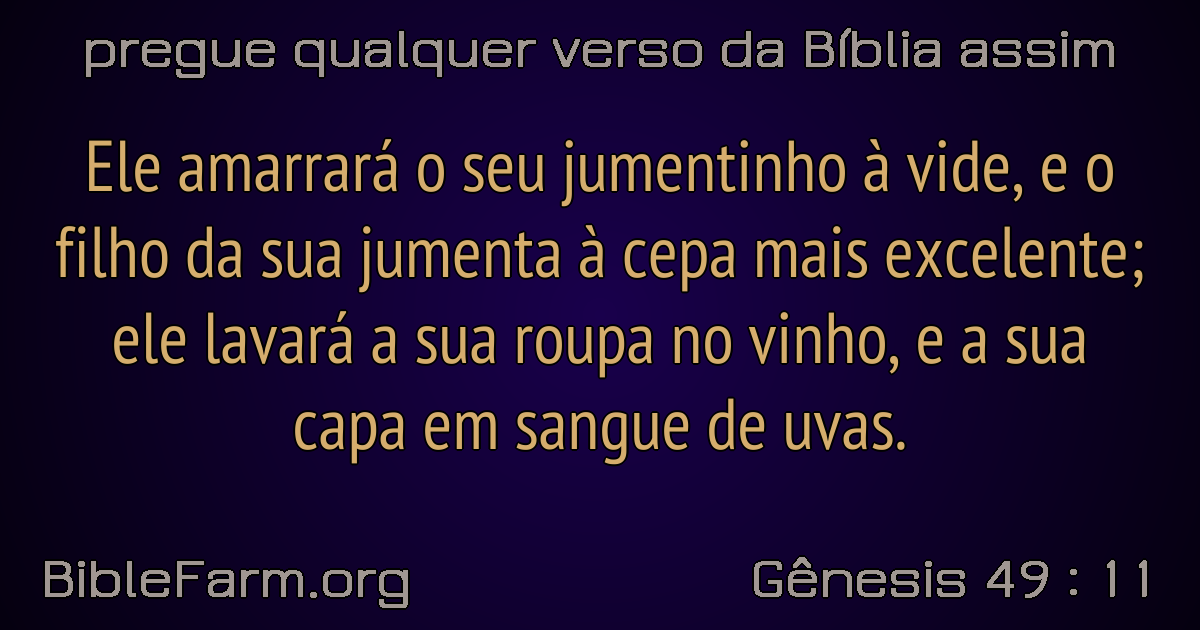 pregue qualquer verso da Bíblia assim
Ele amarrará o seu jumentinho à vide, e o
filho da sua jumenta à cepa mais excelente;
ele lavará a sua roupa no vinho, e a sua
capa em sangue de uvas.
BibleFarm.org
Gênesis 49 : 11